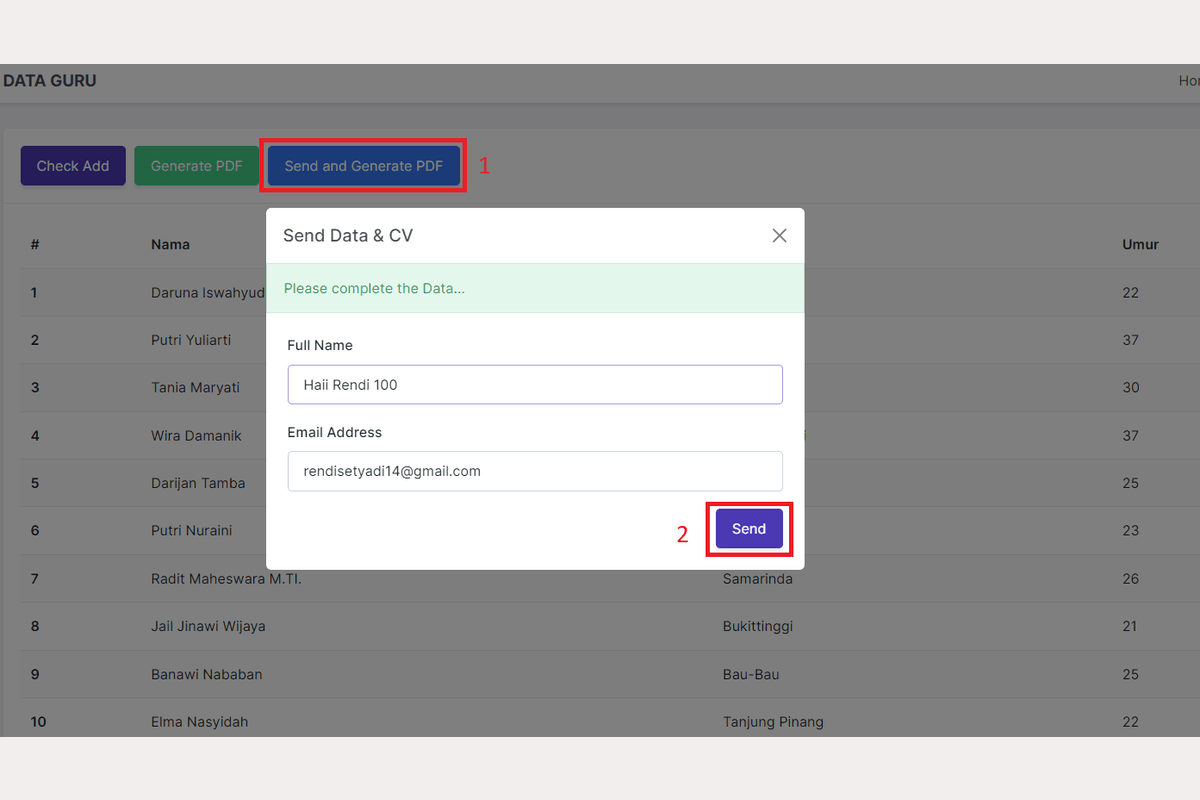 DATA GURU
Check Add Generate PDF Send and Generate PDF 1
Send Data & CV
# Nama Umur
Please complete the Data...
1 Daruna Iswahyud 22
2 Putri Yuliarti 37
Full Name
3 Tania Maryati Haii Rendi 100 30
4 Wira Damanik Email Address 37
5 Darijan Tamba rendisetyadi14@gmail.com 25
6 Putri Nuraini 2 Send 23
7 Radit Maheswara M.TI. Samarinda 26
8 Jail Jinawi Wijaya Bukittinggi 21
9 Banawi Nababan Bau-Bau 25
10 Elma Nasyidah Tanjung Pinang 22